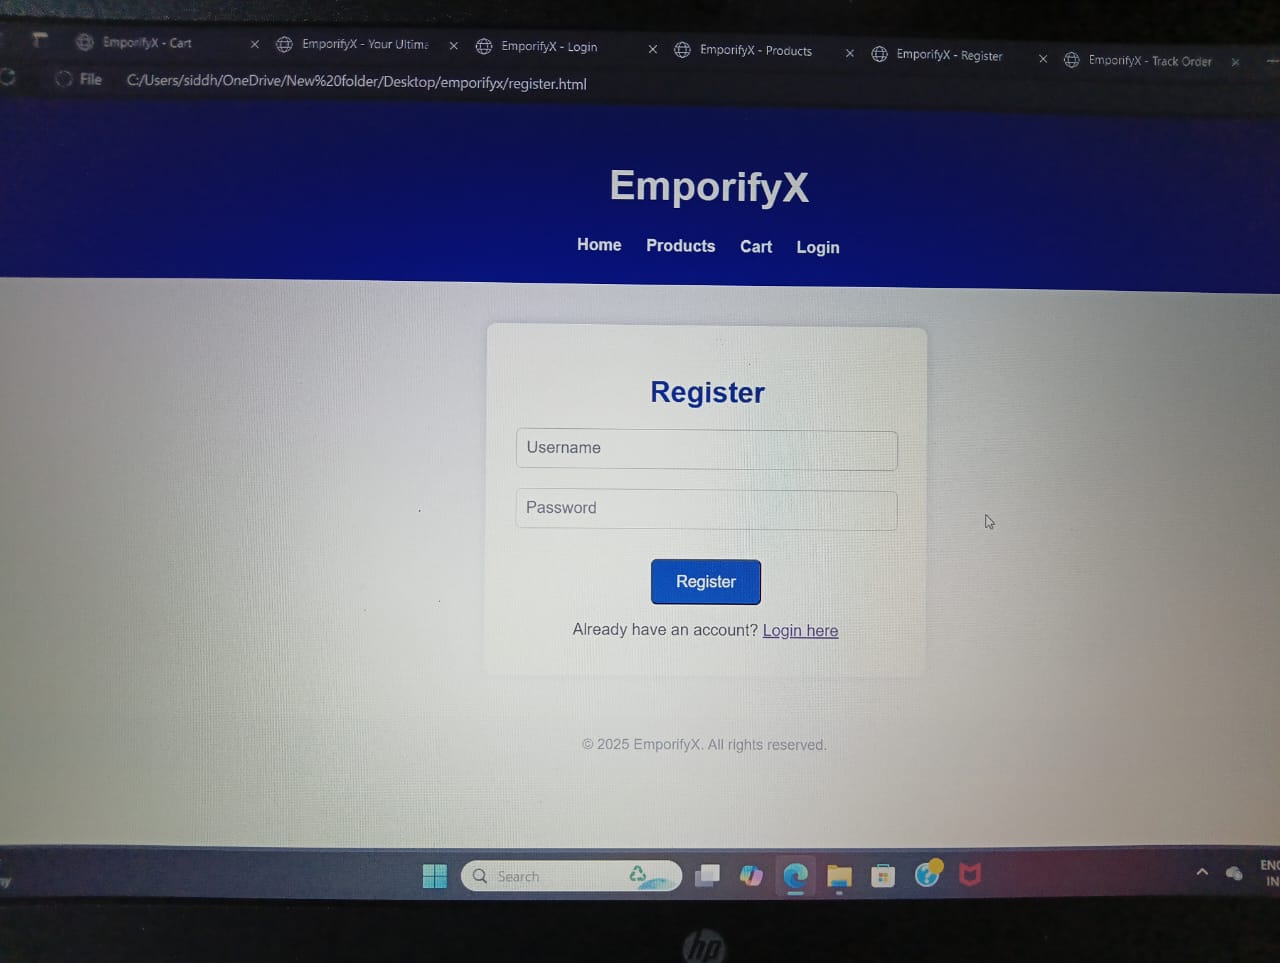 EmporifyX - Cart
EmporifyX - Your Ultima
EmporifyX - Login
EmporifyX - Products
EmporifyX - Register
EmporifyX - Track Order
File C:/Users/siddh/OneDrive/New%20folder/Desktop/emporifyx/register.html
EmporifyX
Home Products Cart Login
Register
Username
Password
Register
Already have an account? Login here
© 2025 EmporifyX. All rights reserved.
Search
ENG
IN
hp